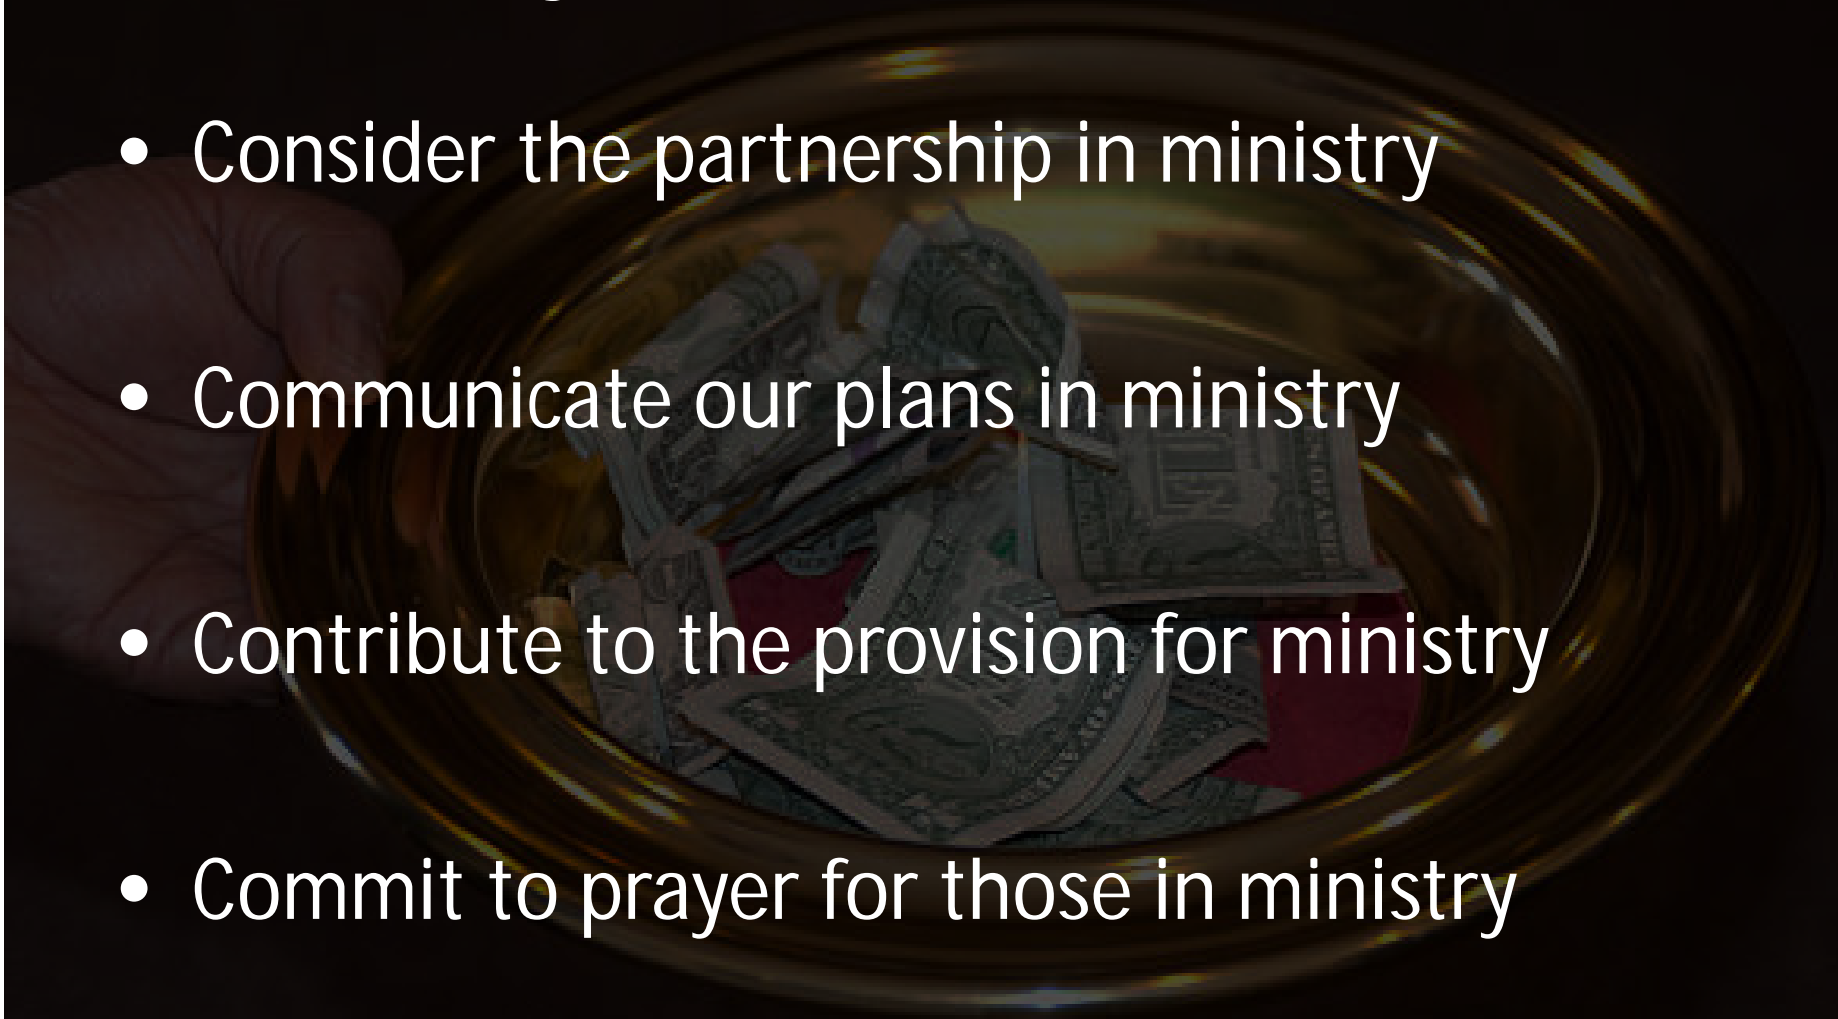 • Consider the partnership in ministry
• Communicate our plans in ministry
• Contribute to the provision for ministry
• Commit to prayer for those in ministry